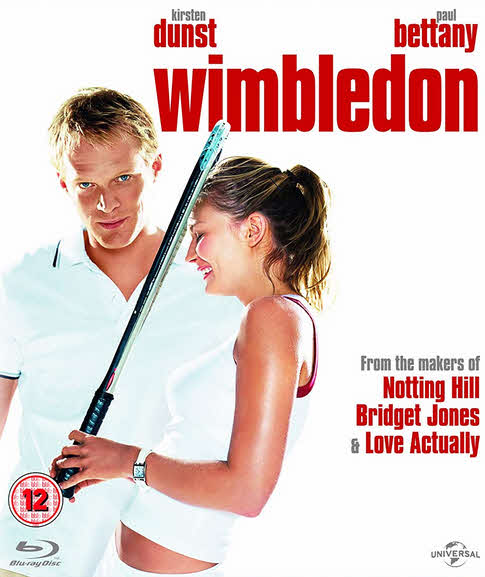 kirsten
dunst
paul
bettany
wimbledon
From the makers of
Notting Hill
Bridget Jones
& Love Actually
12
Blu-ray Disc
UNIVERSAL